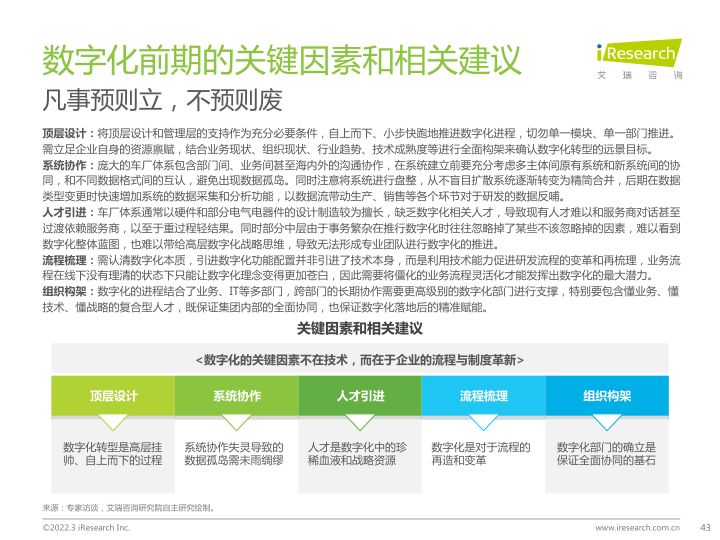 数字化前期的关键因素和相关建议
iResearch
艾 瑞 咨 询
凡事预则立，不预则废
顶层设计：将顶层设计和管理层的支持作为充分必要条件，自上而下、小步快跑地推进数字化进程，切勿单一模块、单一部门推进。
需立足企业自身的资源禀赋，结合业务现状、组织现状、行业趋势、技术成熟度等进行全面构架来确认数字化转型的远景目标。
系统协作：庞大的车厂体系包含部门间、业务间甚至海内外的沟通协作，在系统建立前要充分考虑多主体间原有系统和新系统间的协
同，和不同数据格式间的互认，避免出现数据孤岛。同时注意将系统进行盘整，从不盲目扩散系统逐渐转变为精简合并，后期在数据
类型变更时快速增加系统的数据采集和分析功能，以数据流带动生产、销售等各个环节对于研发的数据反哺。
人才引进：车厂体系通常以硬件和部分电气电器件的设计制造较为擅长，缺乏数字化相关人才，导致现有人才难以和服务商对话甚至
过渡依赖服务商，以至于重过程轻结果。同时部分中层由于事务繁杂在推行数字化时往往忽略掉了某些不该忽略掉的因素，难以看到
数字化整体蓝图，也难以带给高层数字化战略思维，导致无法形成专业团队进行数字化的推进。
流程梳理：需认清数字化本质，引进数字化功能配置并非引进了技术本身，而是利用技术能力促进研发流程的变革和再梳理，业务流
程在线下没有理清的状态下只能让数字化理念变得更加苍白，因此需要将僵化的业务流程灵活化才能发挥出数字化的最大潜力。
组织构架：数字化的进程结合了业务、IT等多部门，跨部门的长期协作需要更高级别的数字化部门进行支撑，特别要包含懂业务、懂
技术、懂战略的复合型人才，既保证集团内部的全面协同，也保证数字化落地后的精准赋能。
关键因素和相关建议
<数字化的关键因素不在技术，而在于企业的流程与制度革新>
顶层设计 系统协作 人才引进 流程梳理 组织构架
数字化转型是高层挂 系统协作失灵导致的 人才是数字化中的珍 数字化是对于流程的 数字化部门的确立是
帅、自上而下的过程 数据孤岛需未雨绸缪 稀血液和战略资源 再造和变革 保证全面协同的基石
来源：专家访谈，艾瑞咨询研究院自主研究绘制。
©2022.3 iResearch Inc. www.iresearch.com.cn 43